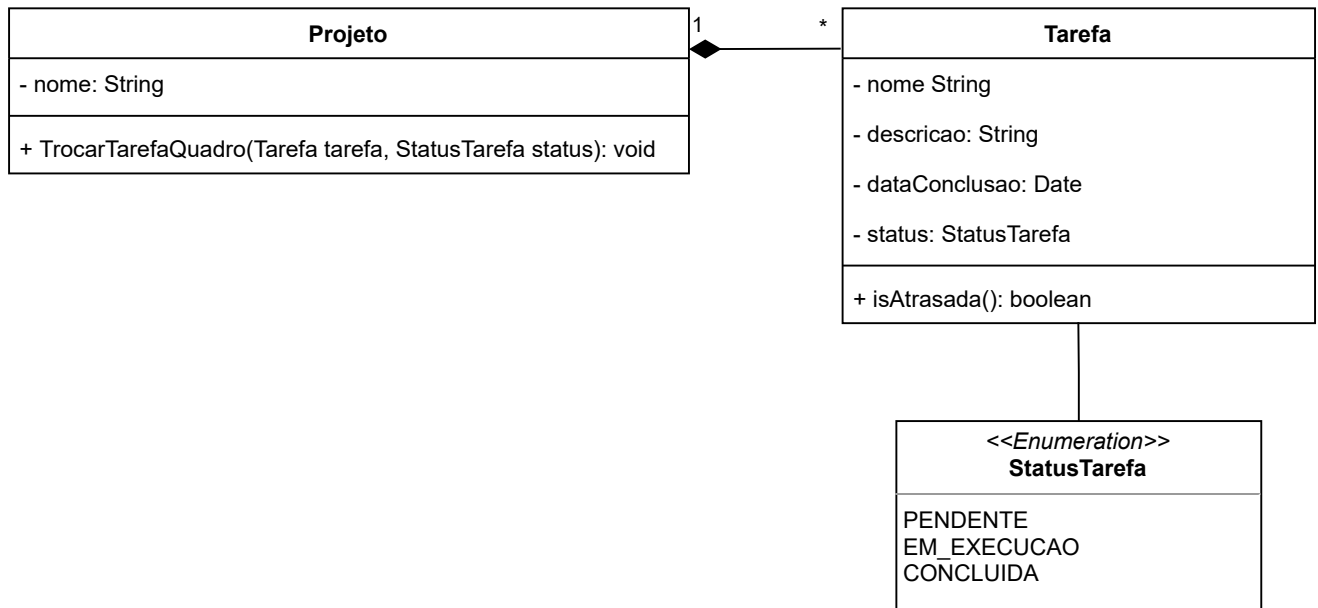 Projeto
- nome: String
+ TrocarTarefaQuadro(Tarefa tarefa, StatusTarefa status): void
1
*
Tarefa
- nome String
- descricao: String
- dataConclusao: Date
- status: StatusTarefa
+ isAtrasada(): boolean
<<Enumeration>>
StatusTarefa
PENDENTE
EM_EXECUCAO
CONCLUIDA